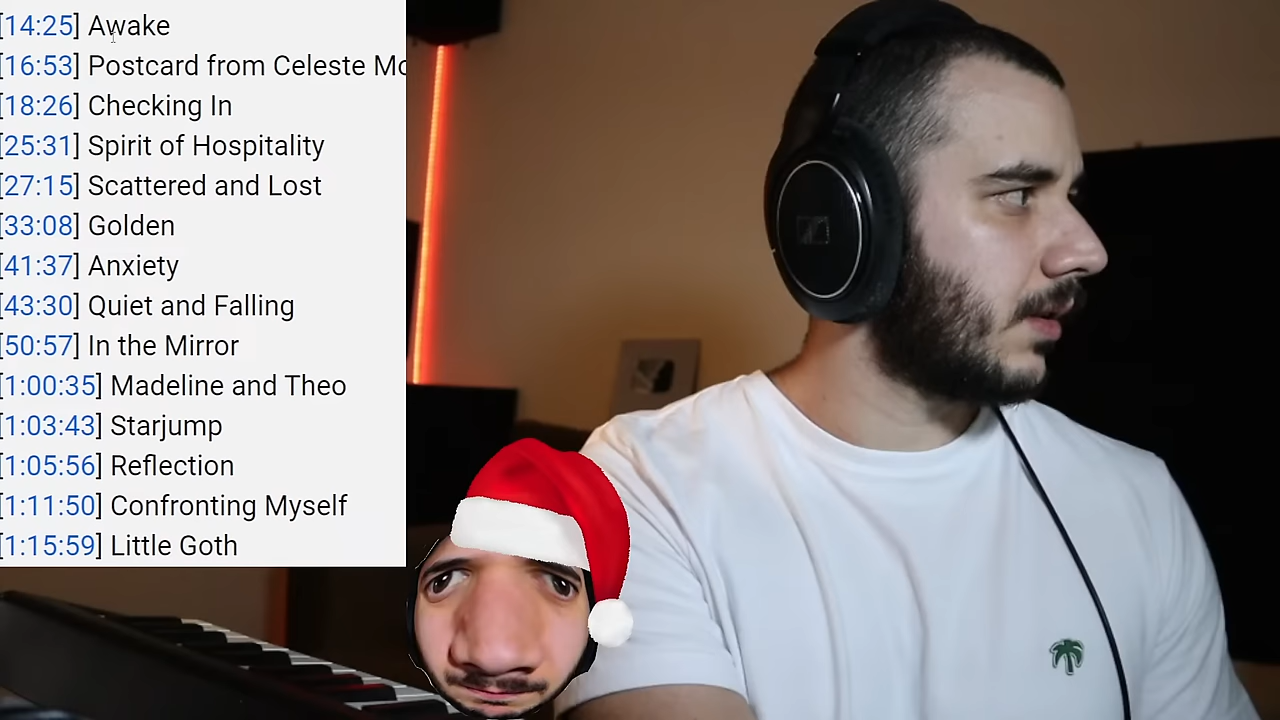 [14:25] Awake
[16:53] Postcard from Celeste
[18:26] Checking In
[25:31] Spirit of Hospitality
[27:15] Scattered and Lost
[33:08] Golden
[41:37] Anxiety
[43:30] Quiet and Falling
[50:57] In the Mirror
[1:00:35] Madeline and Theo
[1:03:43] Starjump
[1:05:56] Reflection
[1:11:50] Confronting Myself
[1:15:59] Little Goth